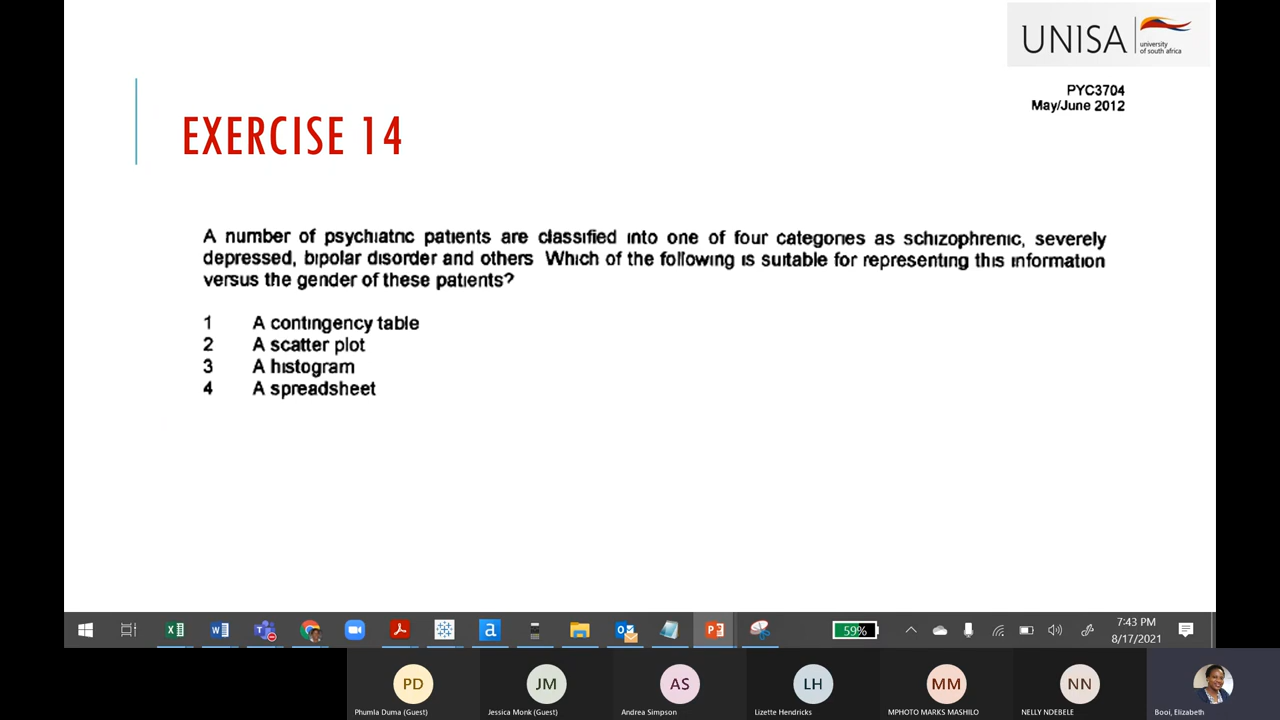 UNISA
university
of south africa
PYC3704
May/June 2012
EXERCISE 14
A number of psychiatric patients are classified into one of four categories as schizophrenic, severely
depressed, bipolar disorder and others Which of the following is suitable for representing this information
versus the gender of these patients?
1 A contingency table
2 A scatter plot
3 A histogram
4 A spreadsheet
59%
7:43 PM
8/17/2021
PD
JM
AS
LH
MM
NN
Phumla Duma (Guest)
Jessica Monk (Guest)
Andrea Simpson
Lizette Hendricks
MPHOTO MARKS MASHILO
NELLY NDEBELE
Booi, Elizabeth